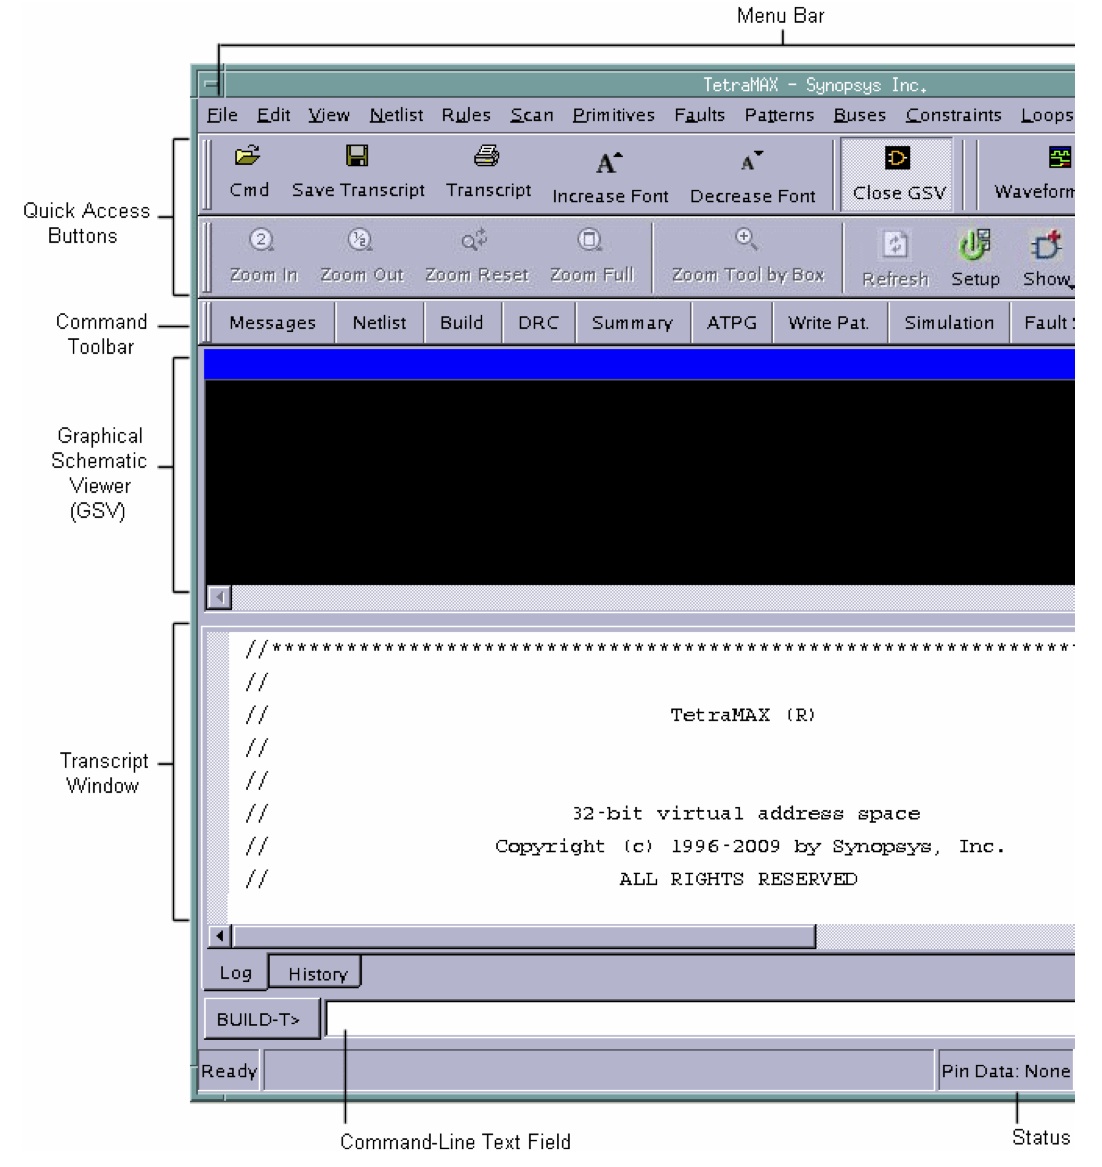 Menu Bar
TetraMAX - Synopsys Inc.
File Edit View Netlist Rules Scan Primitives Faults Patterns Buses Constraints Loops
Cmd Save Transcript Transcript Increase Font Decrease Font Close GSV Waveform
Quick Access
Buttons
Zoom In Zoom Out Zoom Reset Zoom Full Zoom Tool by Box Refresh Setup Show
Command
Toolbar
Messages Netlist Build DRC Summary ATPG Write Pat. Simulation Fault
Graphical
Schematic
Viewer
(GSV)
Transcript
Window
//****************************************************************
//
// TetraMAX (R)
//
//
// 32-bit virtual address space
// Copyright (c) 1996-2009 by Synopsys, Inc.
// ALL RIGHTS RESERVED
Log History
BUILD-T>
Ready Pin Data: None
Command-Line Text Field
Status